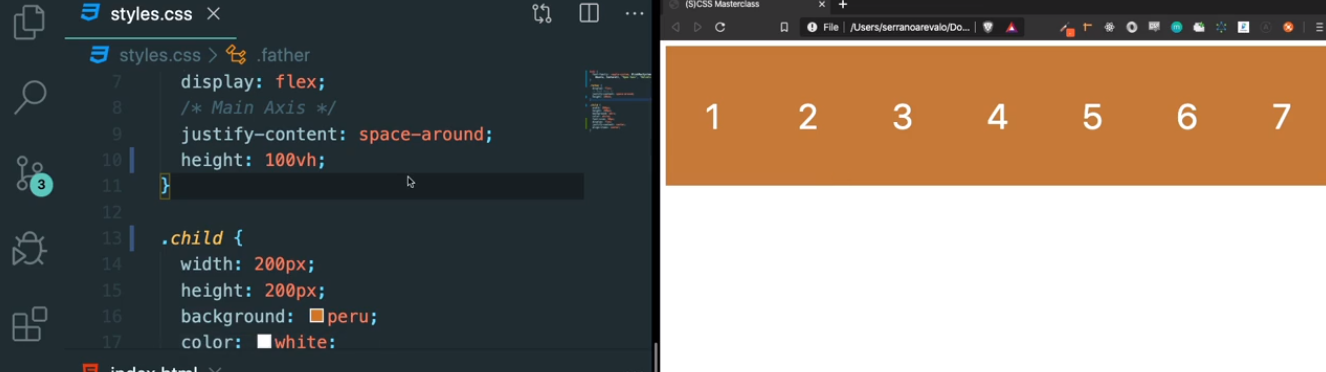 styles.css
styles.css > .father
7 display: flex;
8 /* Main Axis */
9 justify-content: space-around;
10 height: 100vh;
11 }
12
13 .child {
14 width: 200px;
15 height: 200px;
16 background: peru;
17 color: white;
index.html
3
(S)CSS Masterclass
File /Users/serranoarevalo/Do...
1 2 3 4 5 6 7